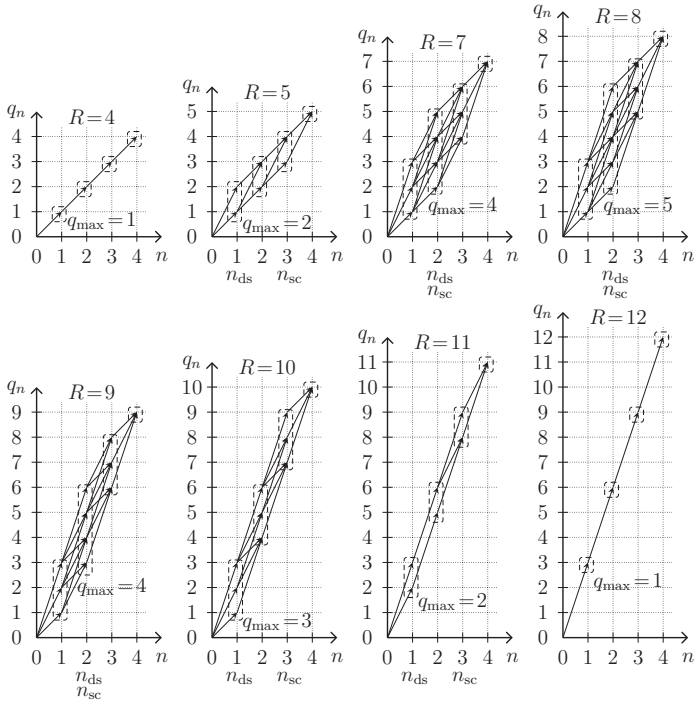 R=4
q_n
4
3
2
1
0
q_max=1
0 1 2 3 4 n
R=5
q_n
5
4
3
2
1
0
q_max=2
0 1 2 3 4 n
n_ds n_sc
R=7
q_n
7
6
5
4
3
2
1
0
q_max=4
0 1 2 3 4 n
n_ds
n_sc
R=8
q_n
8
7
6
5
4
3
2
1
0
q_max=5
0 1 2 3 4 n
n_ds
n_sc
R=9
q_n
9
8
7
6
5
4
3
2
1
0
q_max=4
0 1 2 3 4 n
n_ds
n_sc
R=10
q_n
10
9
8
7
6
5
4
3
2
1
0
q_max=3
0 1 2 3 4 n
n_ds n_sc
R=11
q_n
11
10
9
8
7
6
5
4
3
2
1
0
q_max=2
0 1 2 3 4 n
n_ds n_sc
R=12
q_n
12
11
10
9
8
7
6
5
4
3
2
1
0
q_max=1
0 1 2 3 4 n